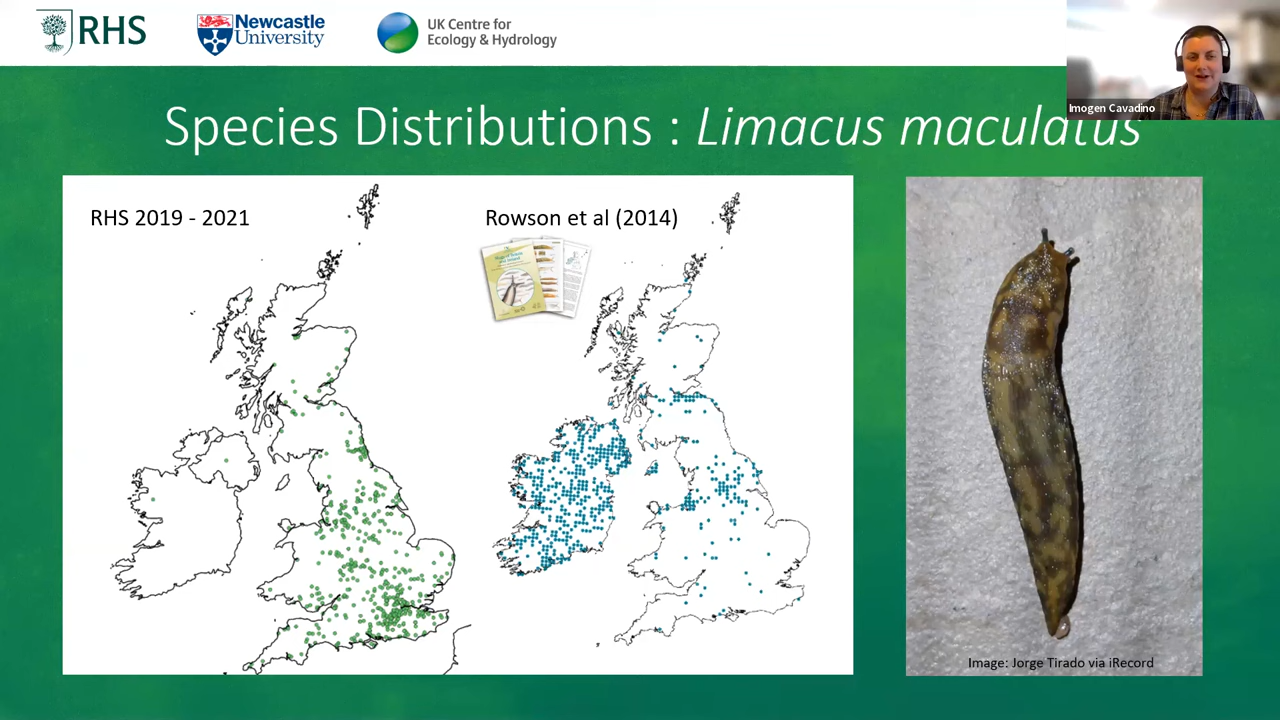 RHS
Newcastle
University
UK Centre for
Ecology & Hydrology
Imogen Cavadino
Species Distributions : Limacus maculatus
RHS 2019 - 2021
Rowson et al (2014)
Image: Jorge Tirado via iRecord